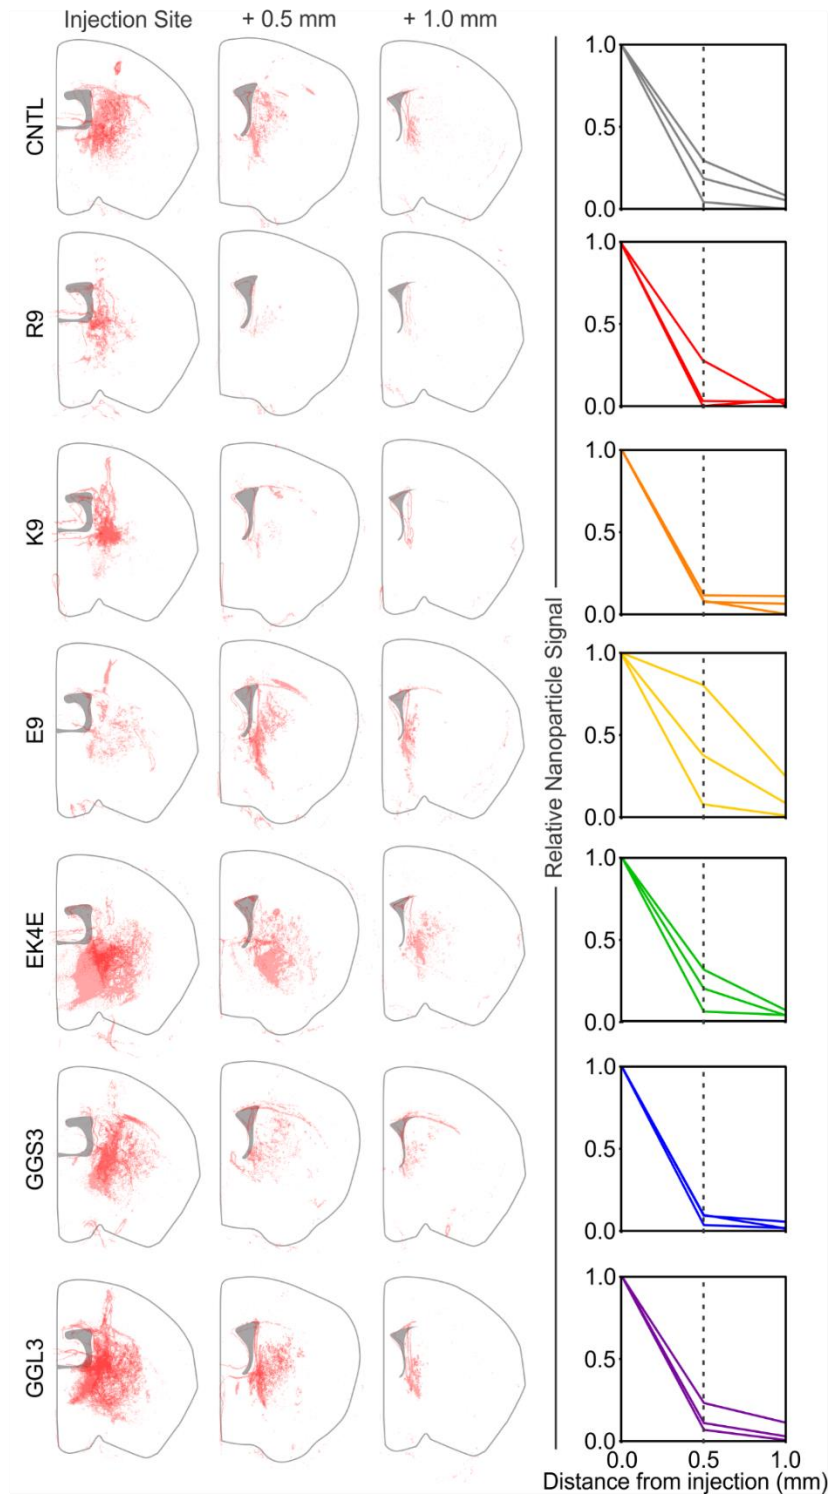 Injection Site + 0.5 mm + 1.0 mm
CNTL
R9
K9
E9
EK4E
GGS3
GGL3
Relative Nanoparticle Signal
1.0
0.5
0.0
1.0
0.5
0.0
1.0
0.5
0.0
1.0
0.5
0.0
1.0
0.5
0.0
1.0
0.5
0.0
1.0
0.5
0.0
0.0 0.5 1.0
Distance from injection (mm)